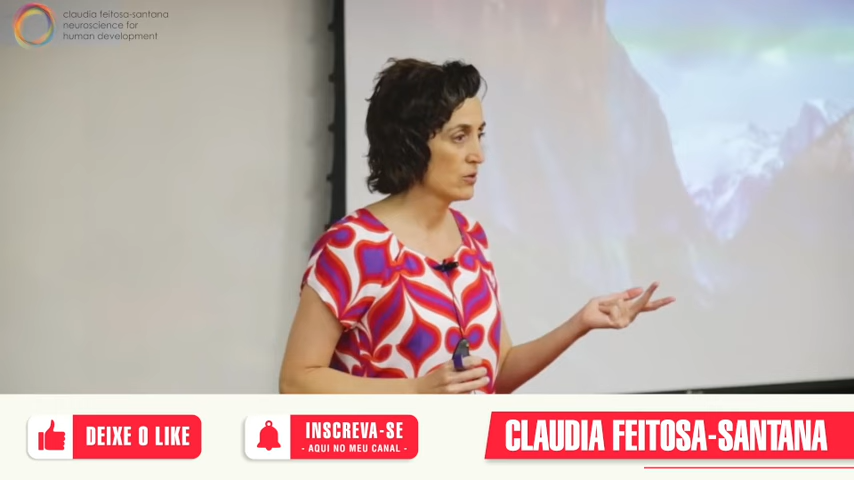 claudia feitosa-santana
neuroscience for
human development
DEIXE O LIKE
INSCREVA-SE
- AQUI NO MEU CANAL -
CLAUDIA FEITOSA-SANTANA